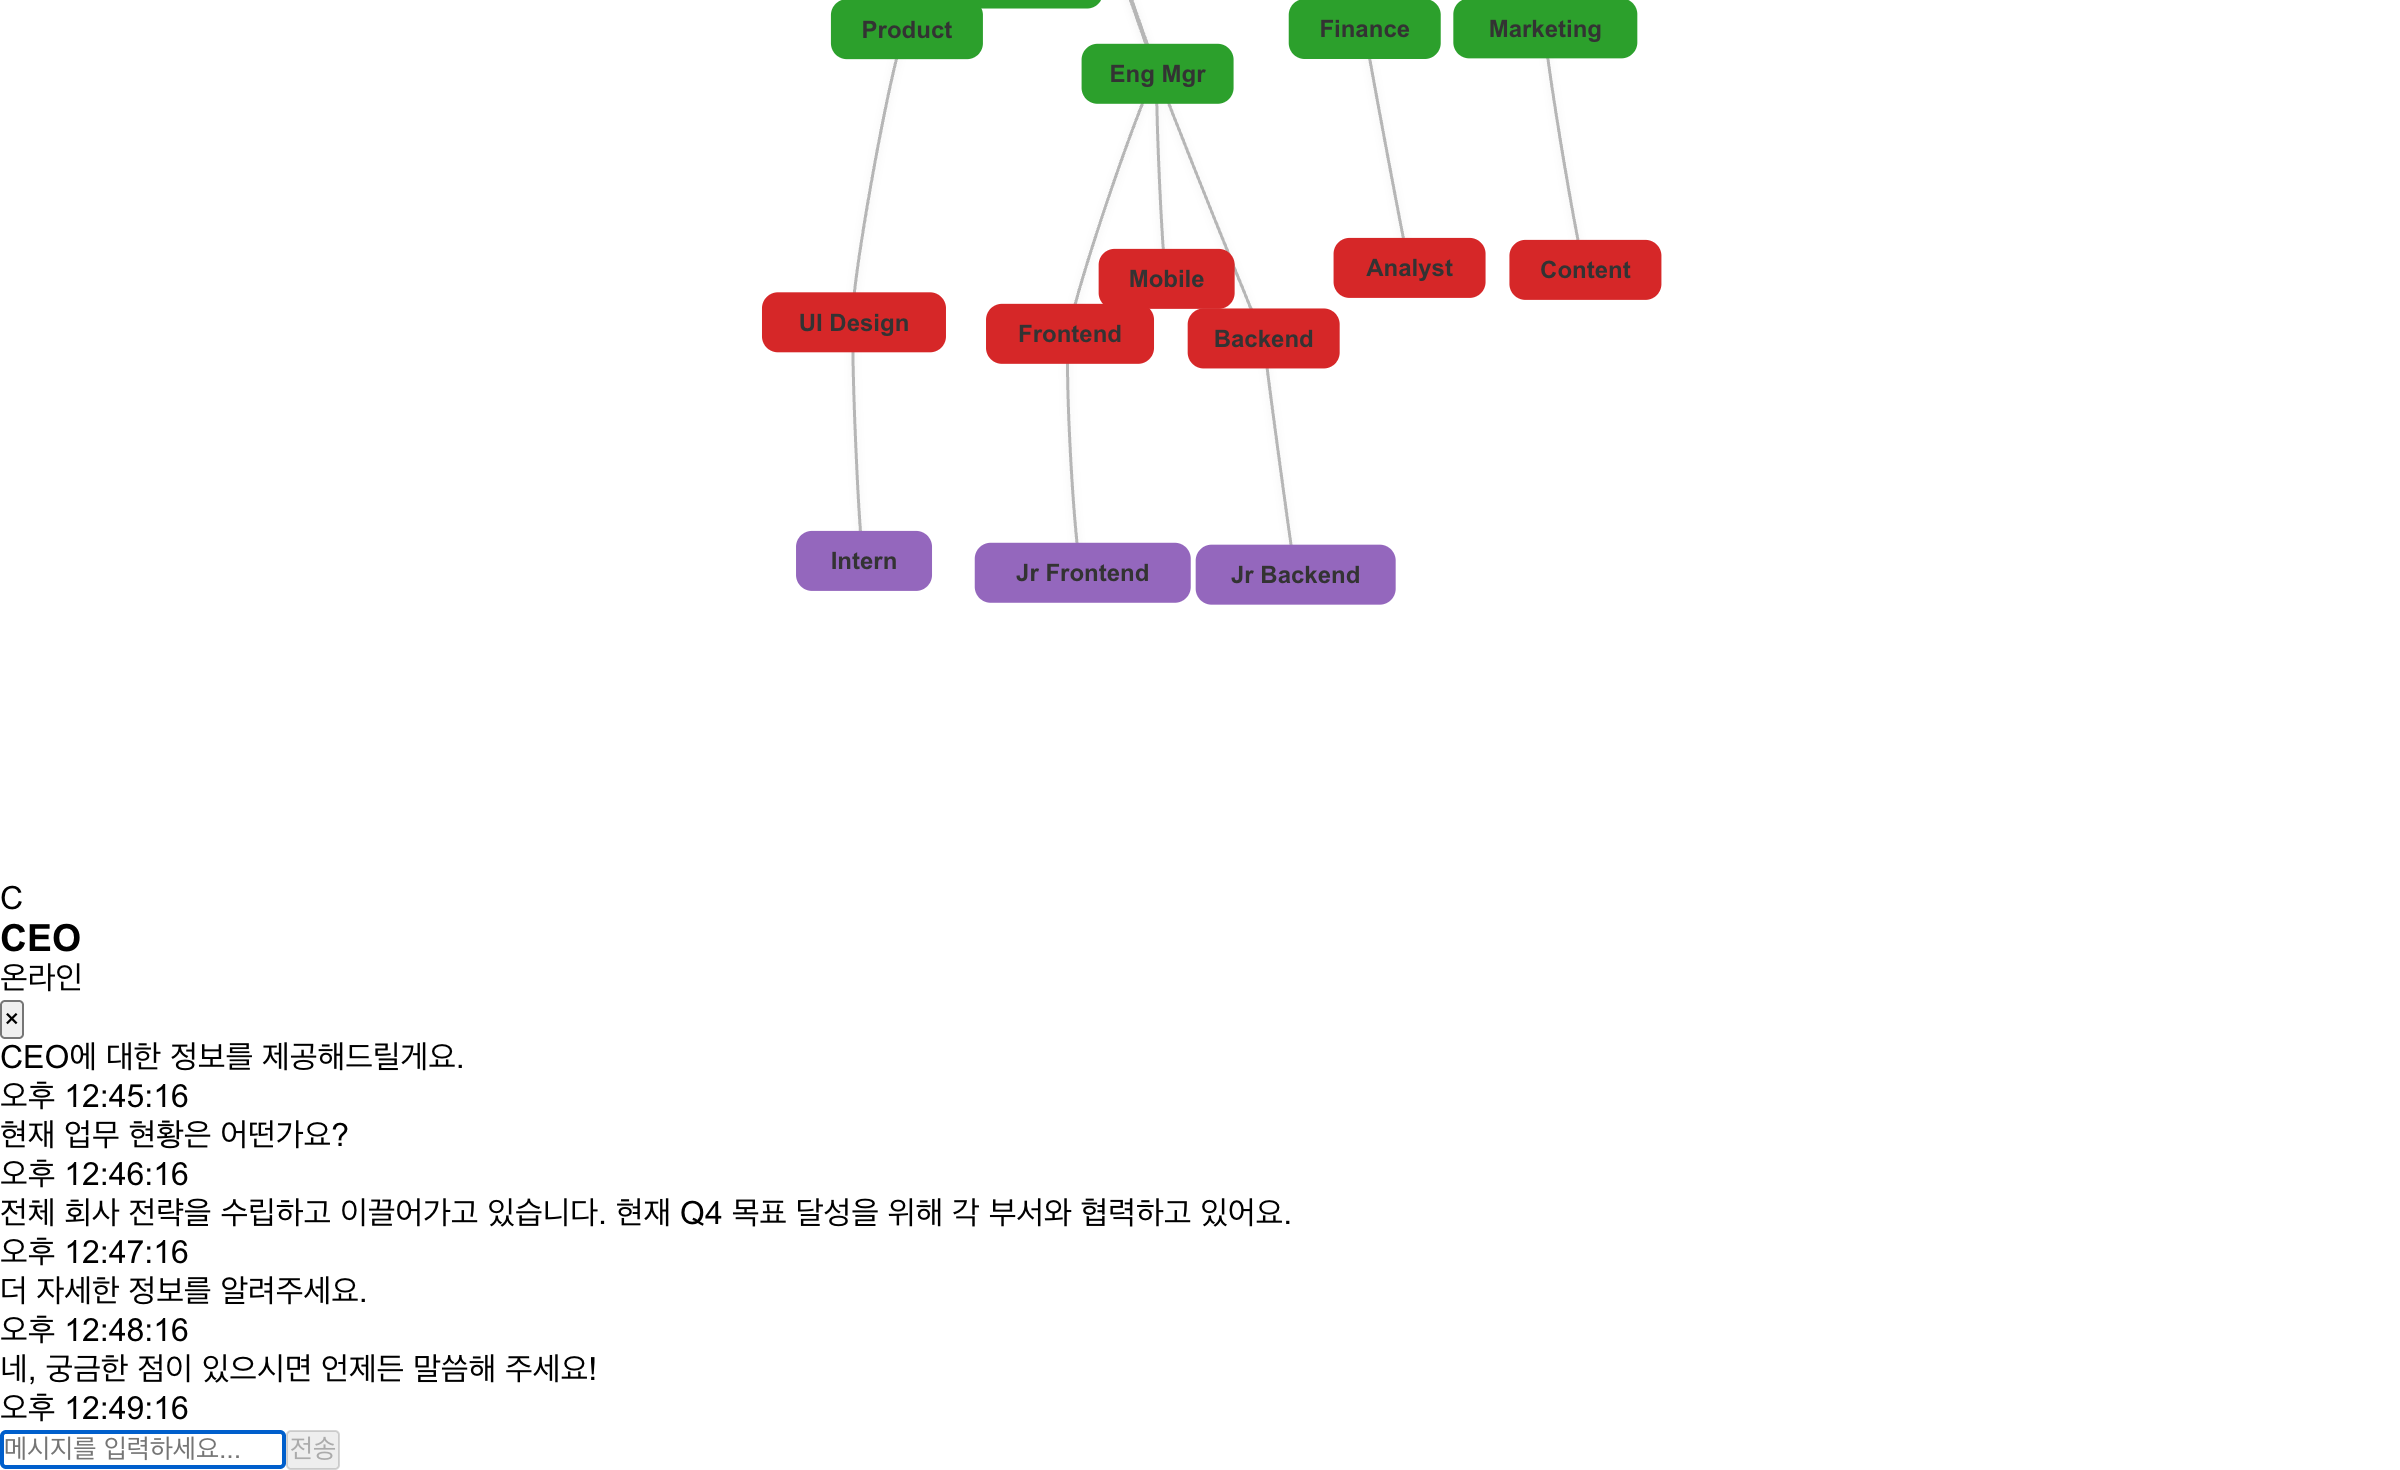 Product
Finance
Marketing
Eng Mgr
Mobile
Analyst
Content
UI Design
Frontend
Backend
Intern
Jr Frontend
Jr Backend
C
CEO
온라인
×
CEO에 대한 정보를 제공해드릴게요.
오후 12:45:16
현재 업무 현황은 어떤가요?
오후 12:46:16
전체 회사 전략을 수립하고 이끌어가고 있습니다. 현재 Q4 목표 달성을 위해 각 부서와 협력하고 있어요.
오후 12:47:16
더 자세한 정보를 알려주세요.
오후 12:48:16
네, 궁금한 점이 있으시면 언제든 말씀해 주세요!
오후 12:49:16
메시지를 입력하세요... 전송